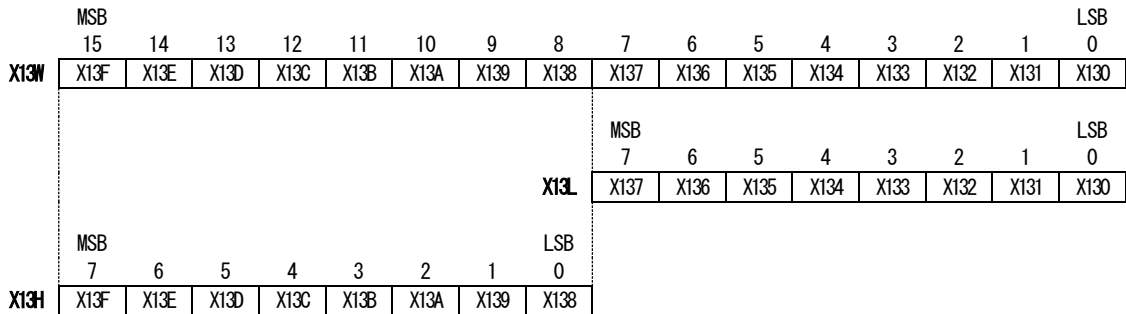 MSB LSB
15 14 13 12 11 10 9 8 7 6 5 4 3 2 1 0
X13W X13F X13E X13D X13C X13B X13A X139 X138 X137 X136 X135 X134 X133 X132 X131 X130
MSB LSB
7 6 5 4 3 2 1 0
X13L X137 X136 X135 X134 X133 X132 X131 X130
MSB LSB
7 6 5 4 3 2 1 0
X13H X13F X13E X13D X13C X13B X13A X139 X138